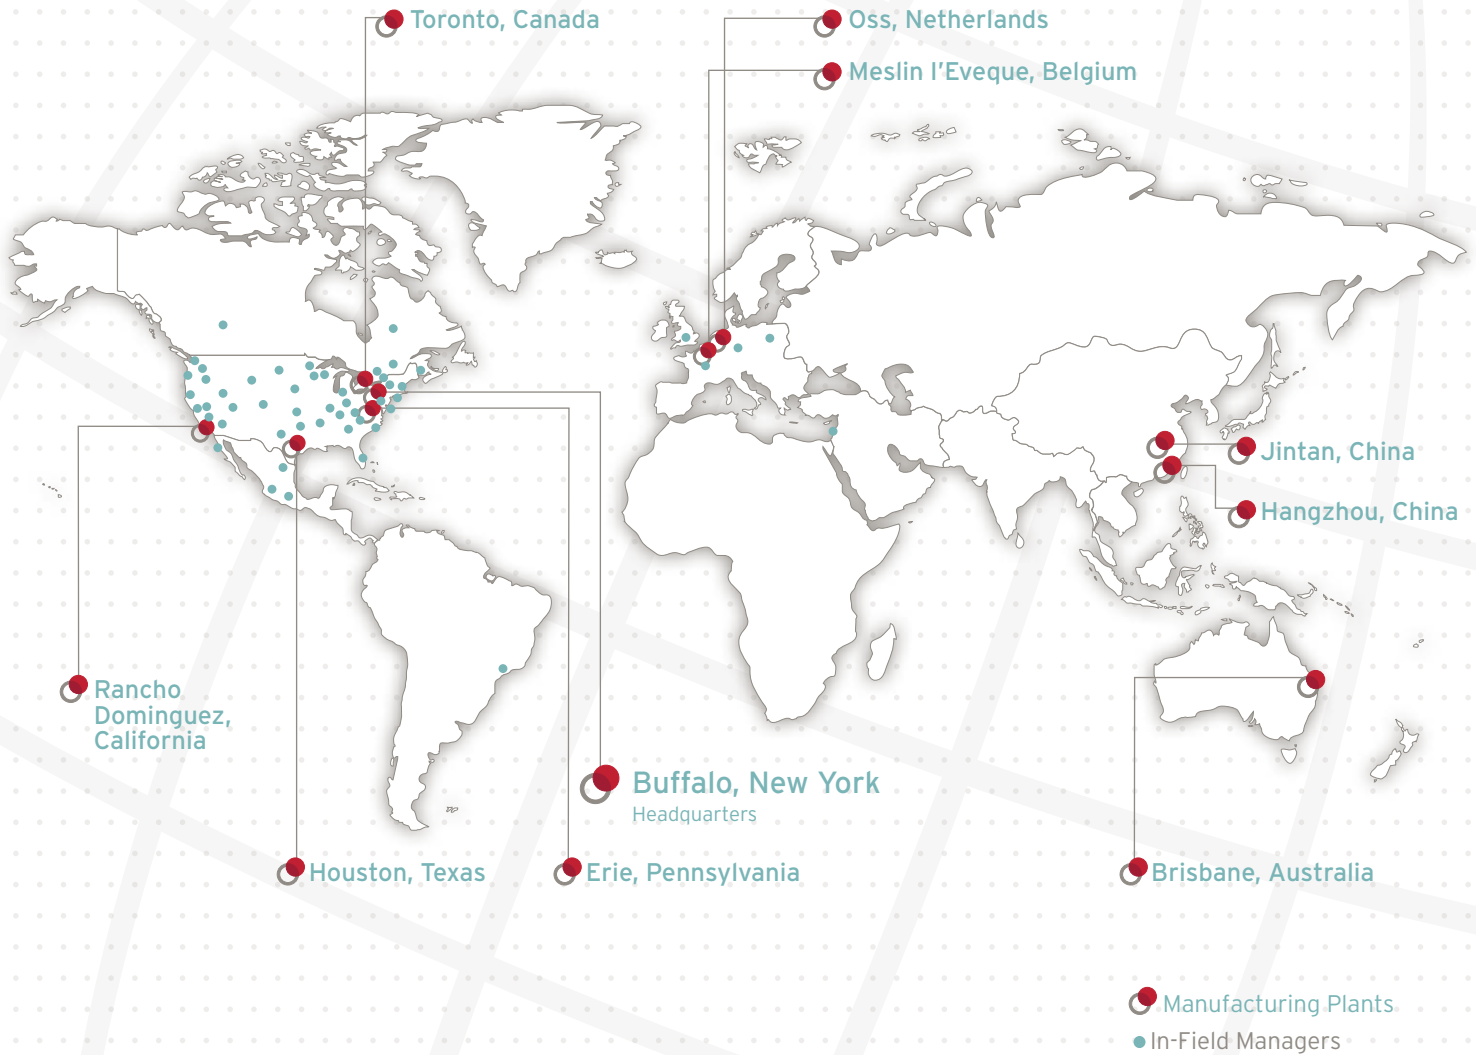 Toronto, Canada
Oss, Netherlands
Meslin l'Eveque, Belgium
Jintan, China
Hangzhou, China
Rancho
Dominguez,
California
Buffalo, New York
Headquarters
Houston, Texas
Erie, Pennsylvania
Brisbane, Australia
Manufacturing Plants
In-Field Managers